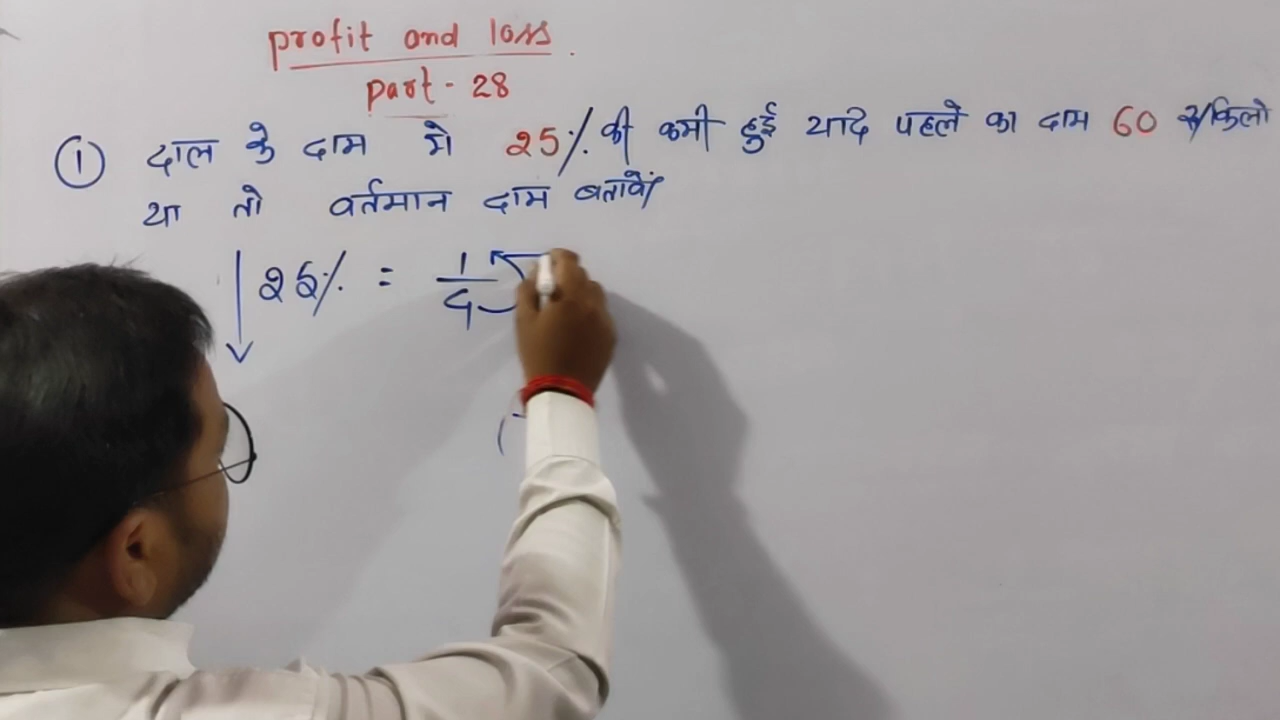 profit and loss
part - 28
① दाल के दाम मे 25% की कमी हुई यदि पहले का दाम 60 रु/किलो
था तो वर्तमान दाम बतावें
↓ 25% = 1/4